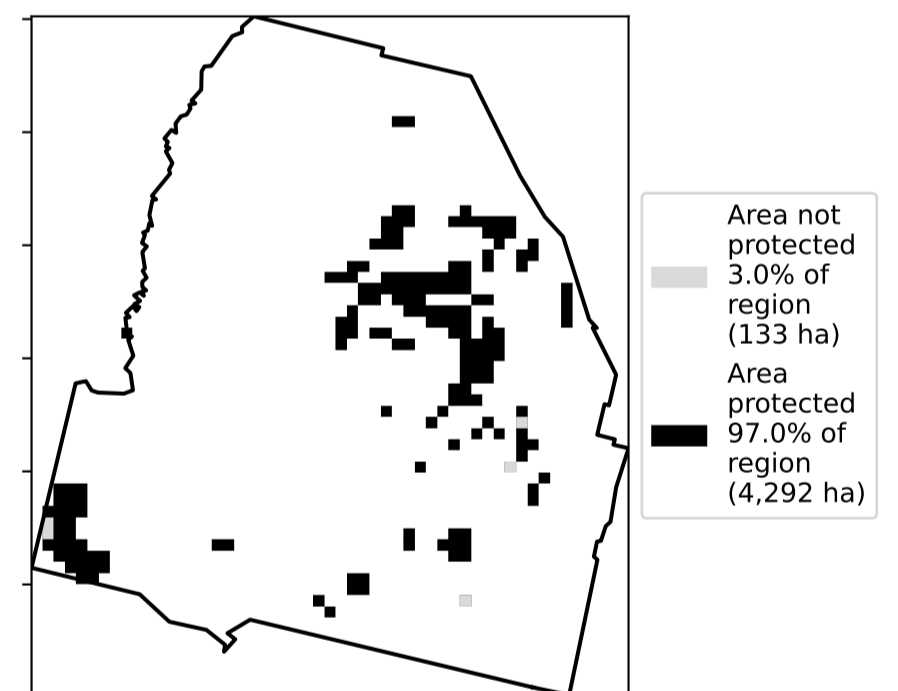 Area not
protected
3.0% of
region
(133 ha)
Area
protected
97.0% of
region
(4,292 ha)